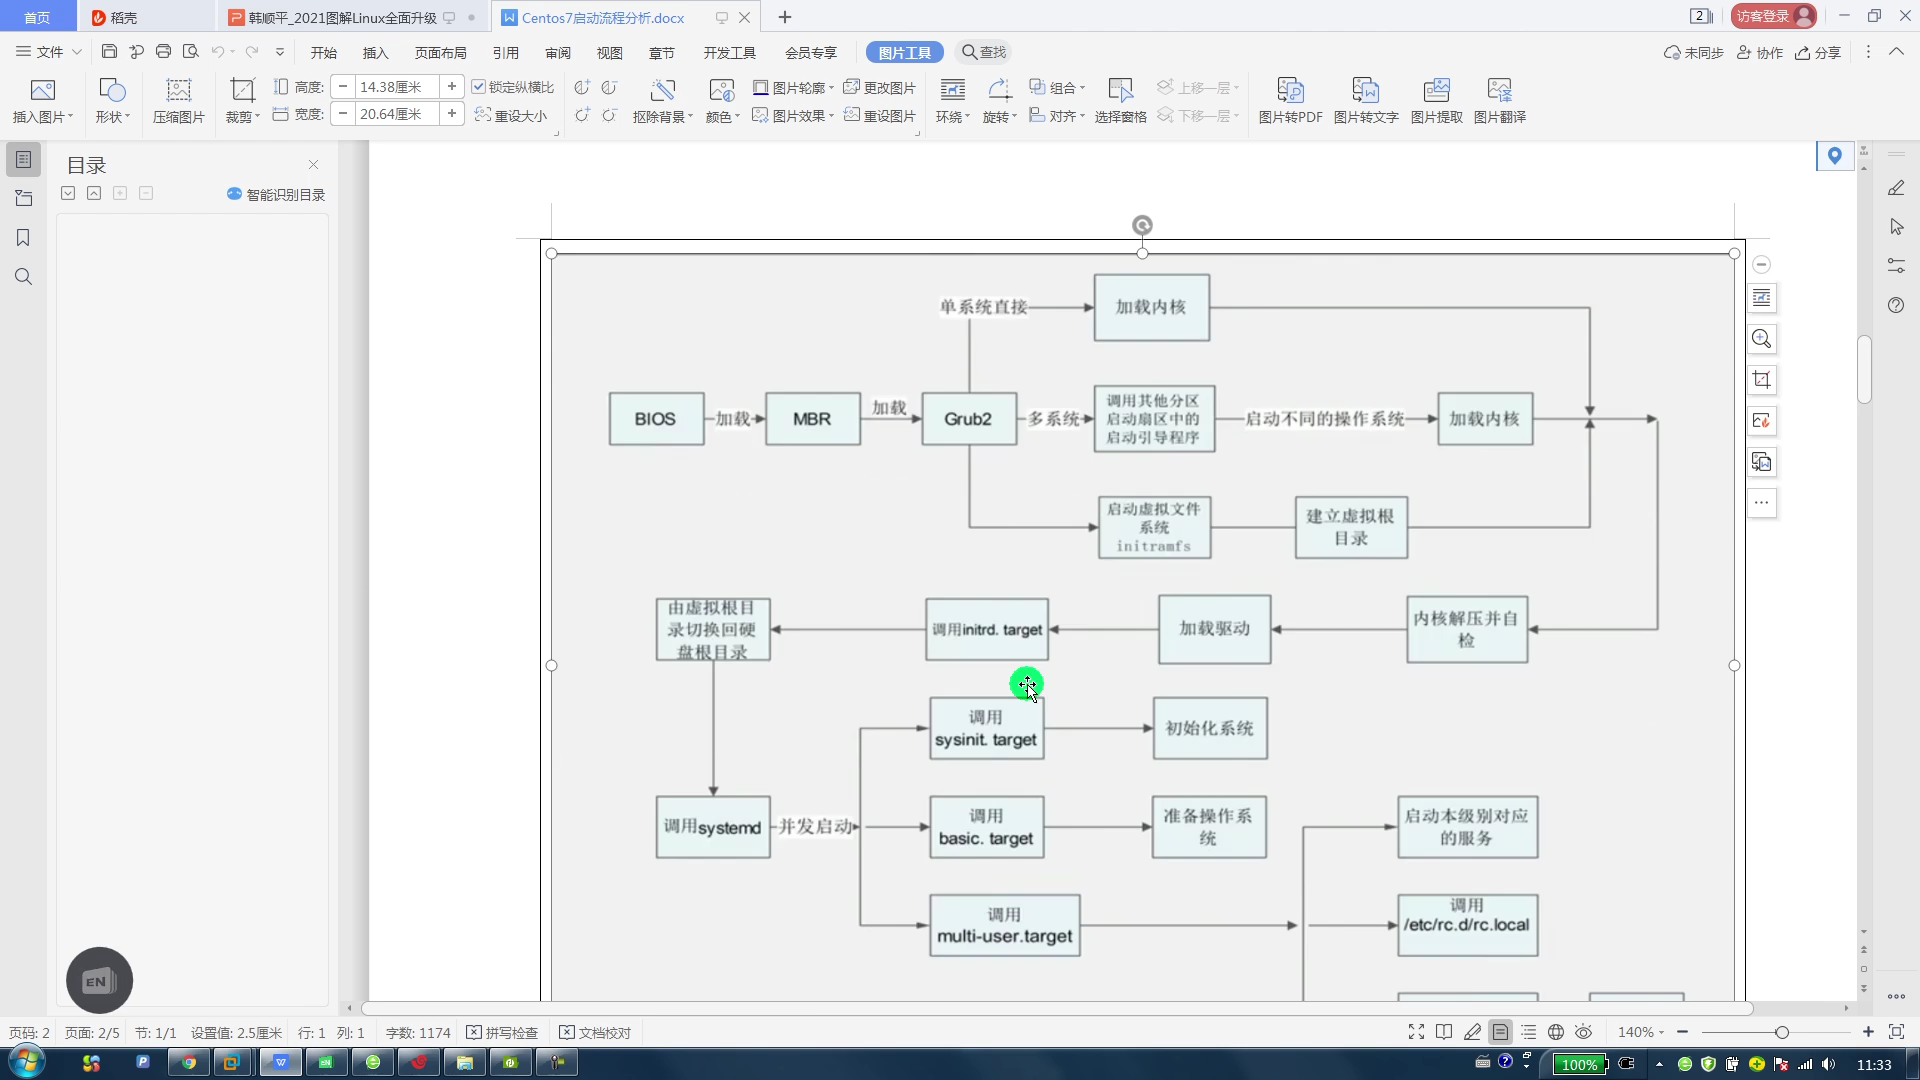 首页
稻壳
韩顺平_2021图解Linux全面升级
Centos7启动流程分析.docx
2
访客登录
文件
开始
插入
页面布局
引用
审阅
视图
章节
开发工具
会员专享
图片工具
查找
未同步
协作
分享
插入图片
形状
压缩图片
裁剪
高度:
14.38厘米
宽度:
20.64厘米
锁定纵横比
重设大小
抠除背景
颜色
图片轮廓
图片效果
更改图片
重设图片
环绕
旋转
组合
对齐
选择窗格
上移一层
下移一层
图片转PDF
图片转文字
图片提取
图片翻译
目录
智能识别目录
单系统直接
加载内核
BIOS
加载
MBR
加载
Grub2
多系统
调用其他分区
启动扇区中的
启动引导程序
启动不同的操作系统
加载内核
启动虚拟文件
系统
initramfs
建立虚拟根
目录
由虚拟根目
录切换回硬
盘根目录
调用initrd. target
加载驱动
内核解压并自
检
调用
sysinit. target
初始化系统
调用systemd
并发启动
调用
basic. target
准备操作系
统
启动本级别对应
的服务
调用
multi-user.target
调用
/etc/rc.d/rc.local
EN
页码: 2
页面: 2/5
节: 1/1
设置值: 2.5厘米
行: 1
列: 1
字数: 1174
拼写检查
文档校对
140%
100%
11:33